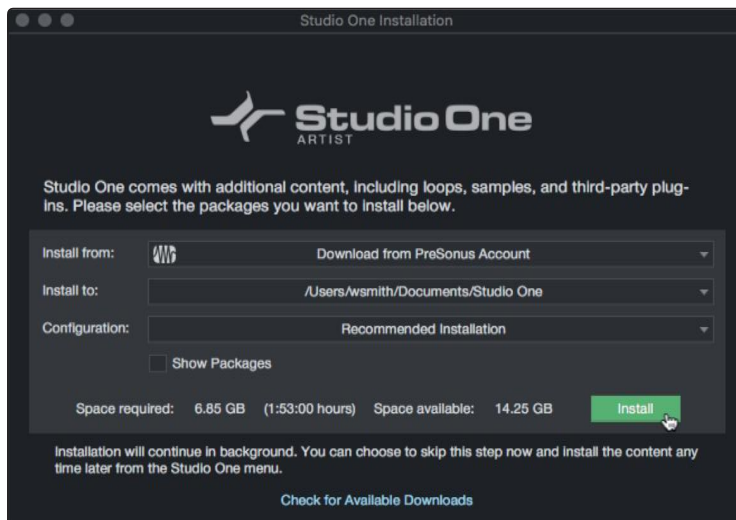 Studio One Installation
Studio One
ARTIST
Studio One comes with additional content, including loops, samples, and third-party plug-
ins. Please select the packages you want to install below.
Install from: Download from PreSonus Account
Install to: /Users/wsmith/Documents/Studio One
Configuration: Recommended Installation
Show Packages
Space required: 6.85 GB (1:53:00 hours) Space available: 14.25 GB Install
Installation will continue in background. You can choose to skip this step now and install the content any
time later from the Studio One menu.
Check for Available Downloads